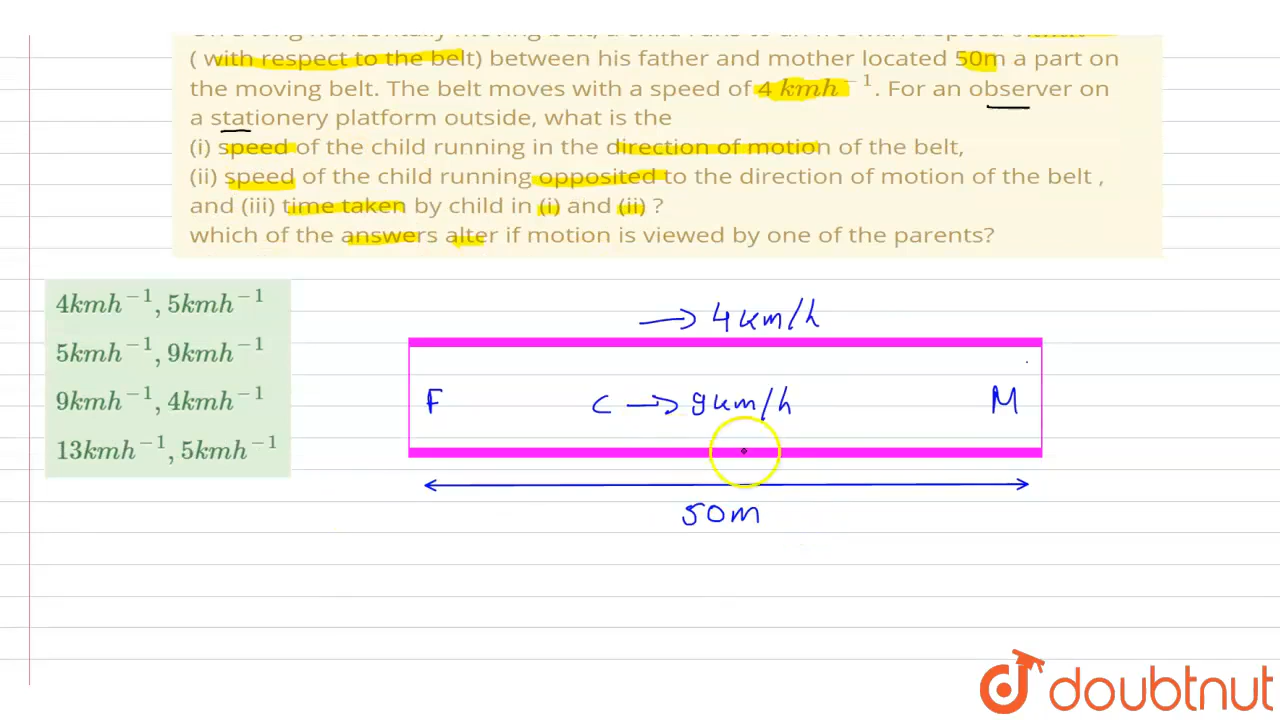 ( with respect to the belt) between his father and mother located 50m a part on
the moving belt. The belt moves with a speed of 4 kmh⁻¹. For an observer on
a stationery platform outside, what is the
(i) speed of the child running in the direction of motion of the belt,
(ii) speed of the child running opposited to the direction of motion of the belt ,
and (iii) time taken by child in (i) and (ii) ?
which of the answers alter if motion is viewed by one of the parents?
4kmh⁻¹, 5kmh⁻¹
5kmh⁻¹, 9kmh⁻¹
9kmh⁻¹, 4kmh⁻¹
13kmh⁻¹, 5kmh⁻¹
→ 4km/h
F C → 9km/h M
50m
doubtnut